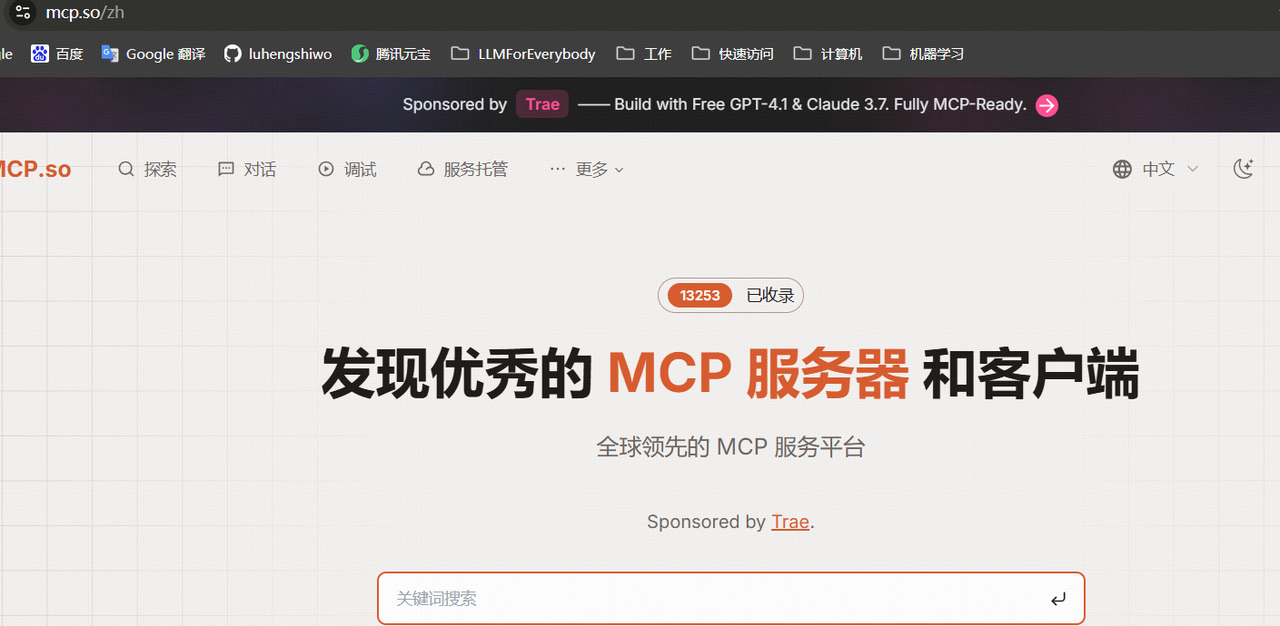 mcp.so/zh
le 百度 Google 翻译 luhengshiwo 腾讯元宝 LLMForEverybody 工作 快速访问 计算机 机器学习
Sponsored by Trae —— Build with Free GPT-4.1 & Claude 3.7. Fully MCP-Ready.
MCP.so 探索 对话 调试 服务托管 ··· 更多 中文
13253 已收录
发现优秀的 MCP 服务器 和客户端
全球领先的 MCP 服务平台
Sponsored by Trae.
关键词搜索